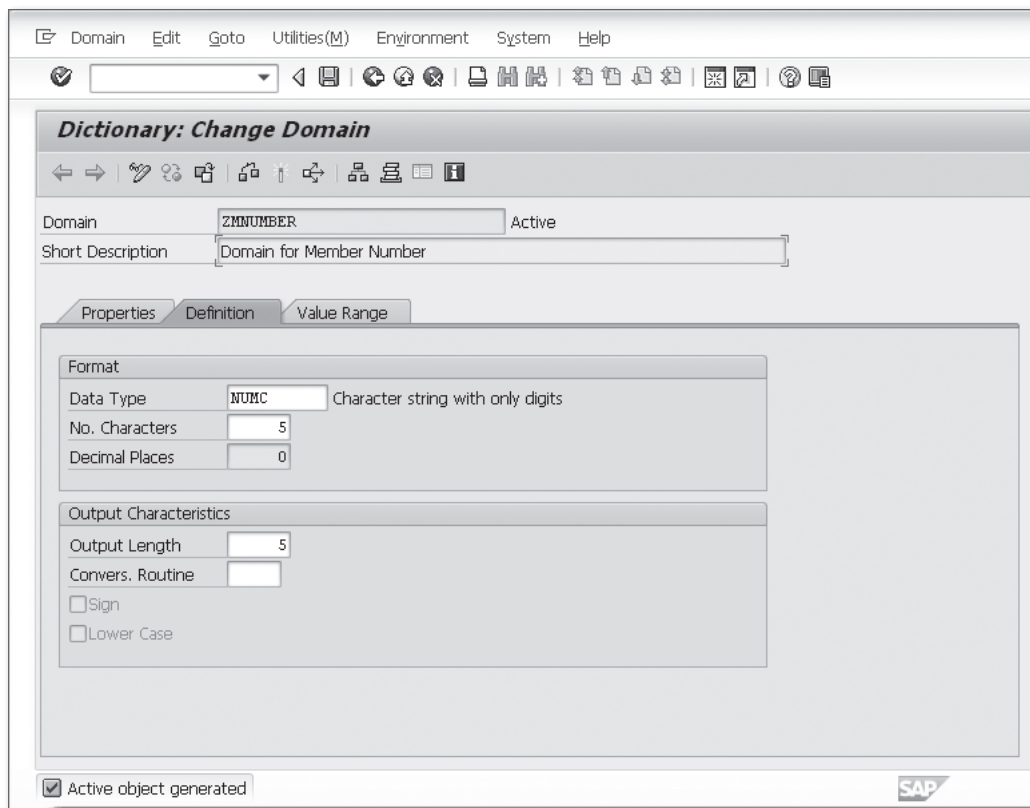 Domain Edit Goto Utilities(M) Environment System Help
Dictionary: Change Domain
Domain ZMNUMBER Active
Short Description Domain for Member Number
Properties Definition Value Range
Format
Data Type NUMC Character string with only digits
No. Characters 5
Decimal Places 0
Output Characteristics
Output Length 5
Convers. Routine
Sign
Lower Case
Active object generated
SAP